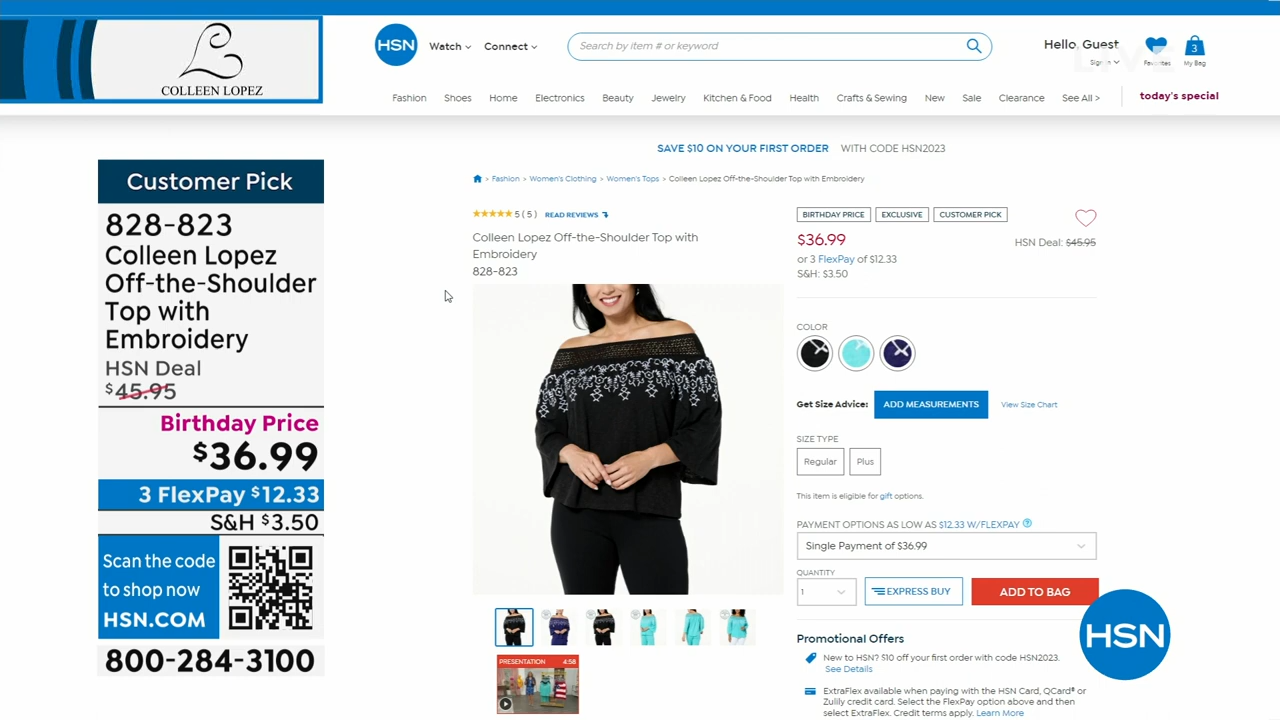 COLLEEN LOPEZ
HSN
Watch
Connect
Search by item # or keyword
Hello, Guest
Sign In
Favorites
3
My Bag
Fashion Shoes Home Electronics Beauty Jewelry Kitchen & Food Health Crafts & Sewing New Sale Clearance See All > today's special
SAVE $10 ON YOUR FIRST ORDER WITH CODE HSN2023
> Fashion > Women's Clothing > Women's Tops > Colleen Lopez Off-the-Shoulder Top with Embroidery
Customer Pick
828-823
Colleen Lopez
Off-the-Shoulder
Top with
Embroidery
HSN Deal
$45.95
Birthday Price
$36.99
3 FlexPay $12.33
S&H $3.50
Scan the code
to shop now
HSN.COM
800-284-3100
5 ( 5 ) READ REVIEWS
Colleen Lopez Off-the-Shoulder Top with
Embroidery
828-823
PRESENTATION 4:58
BIRTHDAY PRICE EXCLUSIVE CUSTOMER PICK
$36.99
HSN Deal: $45.95
or 3 FlexPay of $12.33
S&H: $3.50
COLOR
Get Size Advice: ADD MEASUREMENTS View Size Chart
SIZE TYPE
Regular Plus
This item is eligible for gift options.
PAYMENT OPTIONS AS LOW AS $12.33 W/FLEXPAY ?
Single Payment of $36.99
QUANTITY
1
EXPRESS BUY
ADD TO BAG
Promotional Offers
New to HSN? $10 off your first order with code HSN2023.
See Details
ExtraFlex available when paying with the HSN Card, QCard® or
Zulily credit card. Select the FlexPay option above and then
select ExtraFlex. Credit terms apply. Learn More
HSN